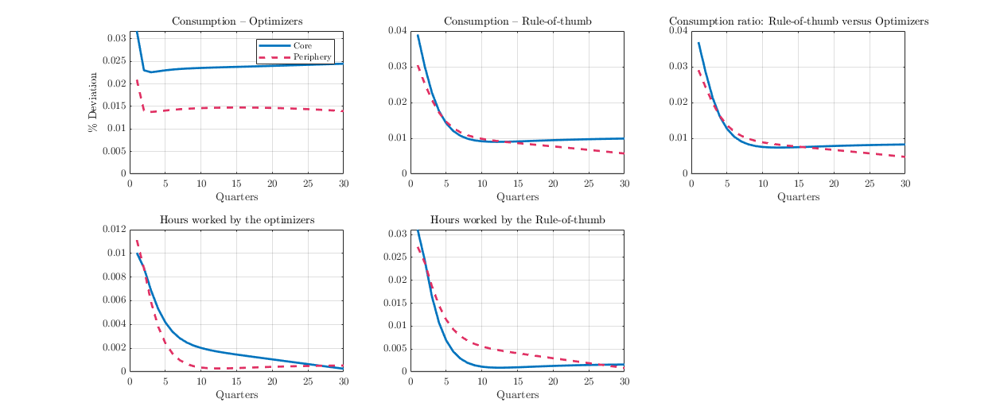 Consumption – Optimizers
0.03
0.025
0.02
0.015
0.01
0.005
0
% Deviation
Core
Periphery
0 5 10 15 20 25 30
Quarters
Consumption – Rule-of-thumb
0.04
0.03
0.02
0.01
0
0 5 10 15 20 25 30
Quarters
Consumption ratio: Rule-of-thumb versus Optimizers
0.04
0.03
0.02
0.01
0
0 5 10 15 20 25 30
Quarters
Hours worked by the optimizers
0.012
0.01
0.008
0.006
0.004
0.002
0
0 5 10 15 20 25 30
Quarters
Hours worked by the Rule-of-thumb
0.03
0.025
0.02
0.015
0.01
0.005
0
0 5 10 15 20 25 30
Quarters